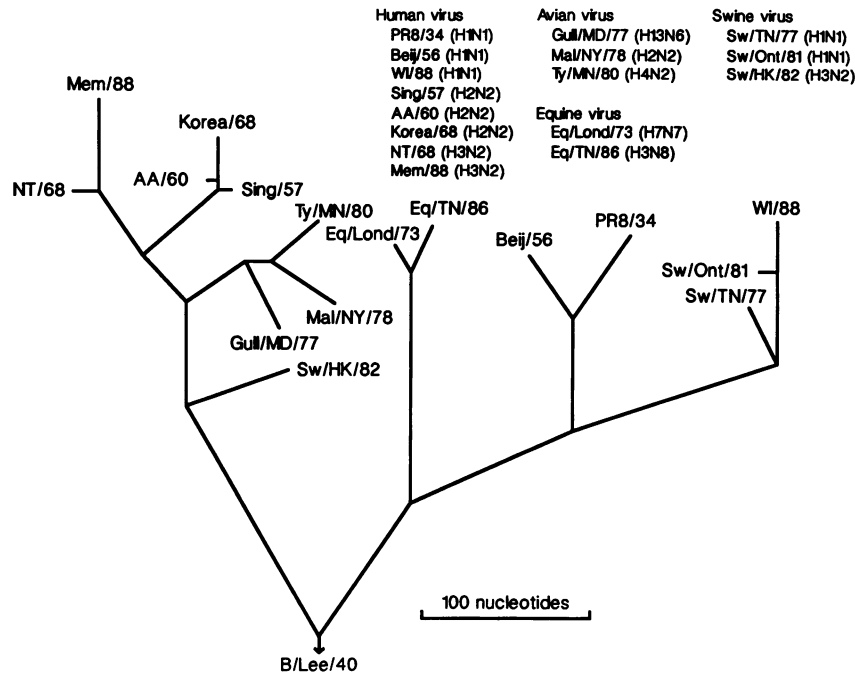 Human virus
PR8/34 (H1N1)
Beij/56 (H1N1)
WI/88 (H1N1)
Sing/57 (H2N2)
AA/60 (H2N2)
Korea/68 (H2N2)
NT/68 (H3N2)
Mem/88 (H3N2)
Avian virus
Gull/MD/77 (H13N6)
Mal/NY/78 (H2N2)
Ty/MN/80 (H4N2)
Equine virus
Eq/Lond/73 (H7N7)
Eq/TN/86 (H3N8)
Swine virus
Sw/TN/77 (H1N1)
Sw/Ont/81 (H1N1)
Sw/HK/82 (H3N2)
Mem/88
Korea/68
NT/68
AA/60
Sing/57
Ty/MN/80
Eq/Lond/73
Eq/TN/86
Beij/56
PR8/34
WI/88
Sw/Ont/81
Sw/TN/77
Mal/NY/78
Gull/MD/77
Sw/HK/82
100 nucleotides
B/Lee/40